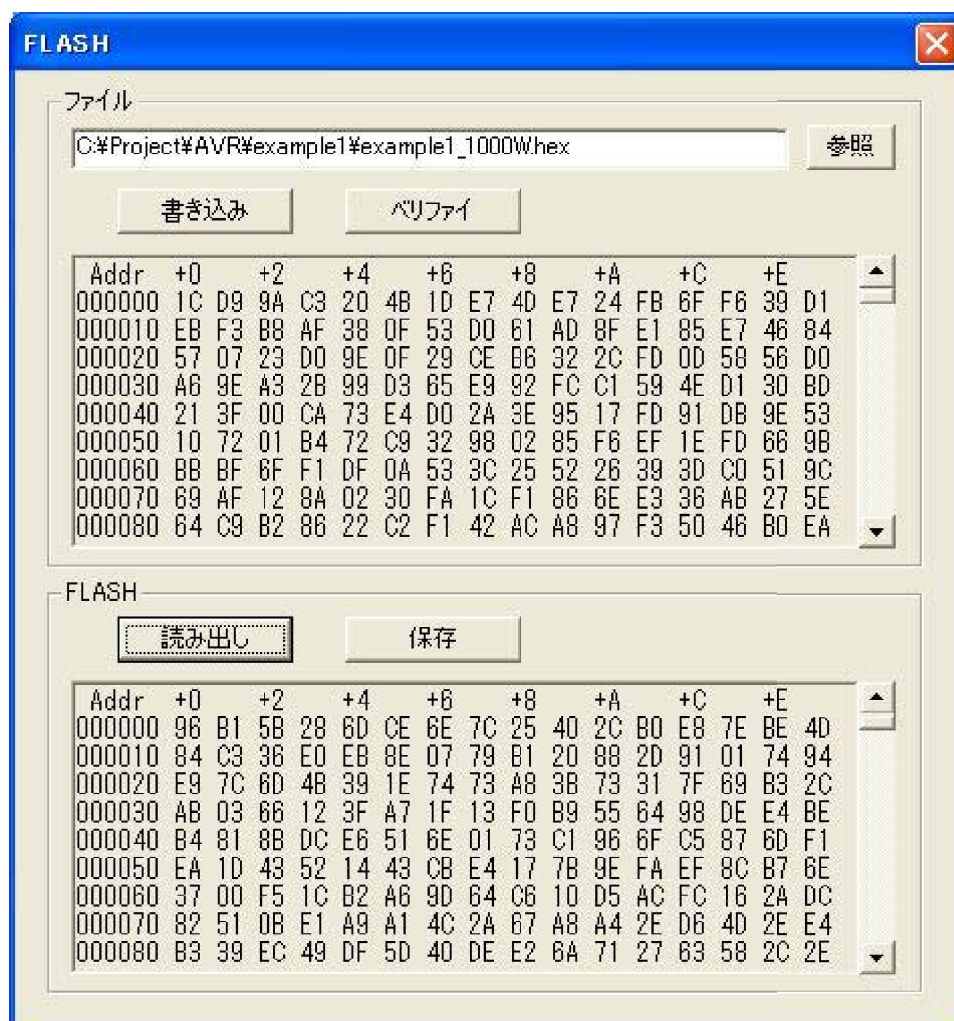 FLASH
ファイル
C:¥Project¥AVR¥example1¥example1_1000W.hex 参照
書き込み ベリファイ
Addr +0 +2 +4 +6 +8 +A +C +E
000000 1C D9 9A C3 20 4B 1D E7 4D E7 24 FB 6F F6 39 D1
000010 EB F3 B8 AF 38 0F 53 D0 61 AD 8F E1 85 E7 46 84
000020 57 07 23 D0 9E 0F 29 CE B6 32 2C FD 0D 58 56 D0
000030 A6 9E A3 2B 99 D3 65 E9 92 FC C1 59 4E D1 30 BD
000040 21 3F 00 CA 73 E4 D0 2A 3E 95 17 FD 91 DB 9E 53
000050 10 72 01 B4 72 C9 32 98 02 85 F6 EF 1E FD 66 9B
000060 BB BF 6F F1 DF 0A 53 3C 25 52 26 39 3D C0 51 9C
000070 69 AF 12 8A 02 30 FA 1C F1 86 6E E3 36 AB 27 5E
000080 64 C9 B2 86 22 C2 F1 42 AC A8 97 F3 50 46 B0 EA
FLASH
読み出し 保存
Addr +0 +2 +4 +6 +8 +A +C +E
000000 96 B1 5B 28 6D CE 6E 7C 25 40 2C B0 E8 7E BE 4D
000010 84 C3 36 E0 EB 8E 07 79 B1 20 88 2D 91 01 74 94
000020 E9 7C 6D 4B 39 1E 74 73 A8 3B 73 31 7F 69 B3 2C
000030 AB 03 66 12 3F A7 1F 13 F0 B9 55 64 98 DE E4 BE
000040 B4 81 8B DC E6 51 6E 01 73 C1 96 6F C5 87 6D F1
000050 EA 1D 43 52 14 43 CB E4 17 7B 9E FA EF 8C B7 6E
000060 37 00 F5 1C B2 A6 9D 64 C6 10 D5 AC FC 16 2A DC
000070 82 51 0B E1 A9 A1 4C 2A 67 A8 A4 2E D6 4D 2E E4
000080 B3 39 EC 49 DF 5D 40 DE E2 6A 71 27 63 58 2C 2E